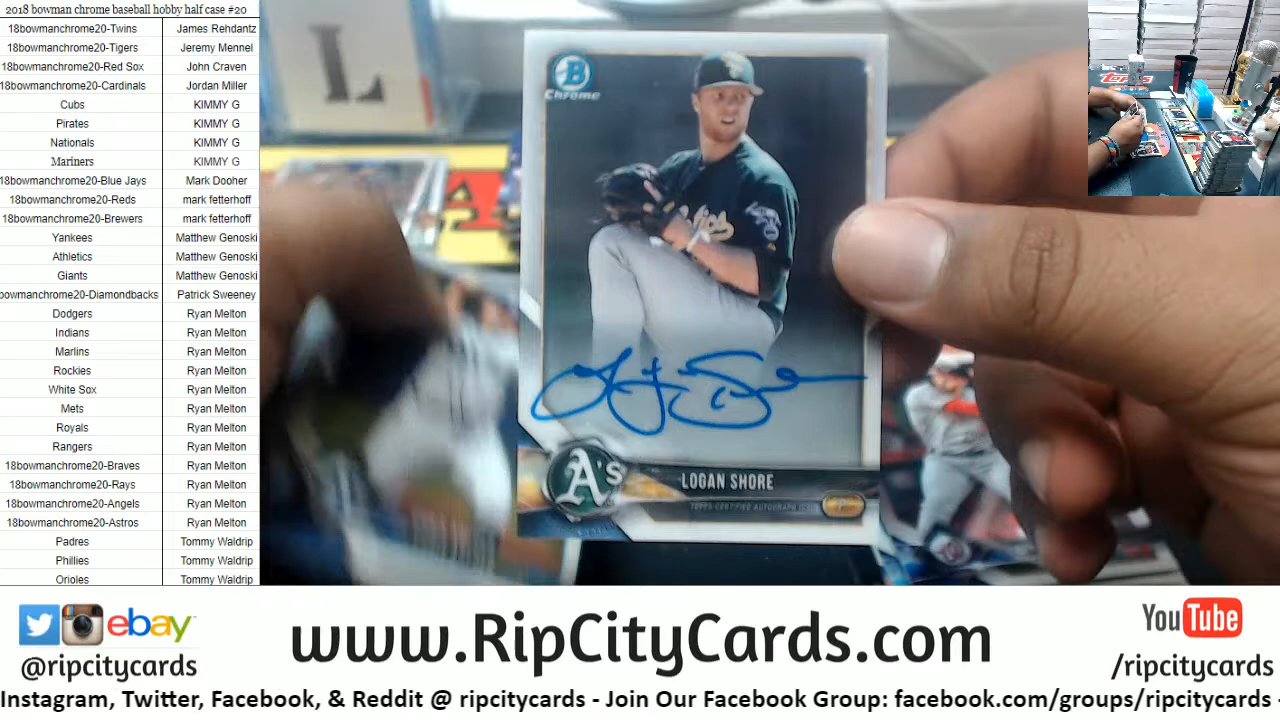 2018 bowman chrome baseball hobby half case #20
18bowmanchrome20-Twins James Rehdantz
18bowmanchrome20-Tigers Jeremy Mennel
18bowmanchrome20-Red Sox John Craven
18bowmanchrome20-Cardinals Jordan Miller
Cubs KIMMY G
Pirates KIMMY G
Nationals KIMMY G
Mariners KIMMY G
18bowmanchrome20-Blue Jays Mark Dooher
18bowmanchrome20-Reds mark fetterhoff
18bowmanchrome20-Brewers mark fetterhoff
Yankees Matthew Genoski
Athletics Matthew Genoski
Giants Matthew Genoski
bowmanchrome20-Diamondbacks Patrick Sweeney
Dodgers Ryan Melton
Indians Ryan Melton
Marlins Ryan Melton
Rockies Ryan Melton
White Sox Ryan Melton
Mets Ryan Melton
Royals Ryan Melton
Rangers Ryan Melton
18bowmanchrome20-Braves Ryan Melton
18bowmanchrome20-Rays Ryan Melton
18bowmanchrome20-Angels Ryan Melton
18bowmanchrome20-Astros Ryan Melton
Padres Tommy Waldrip
Phillies Tommy Waldrip
Orioles Tommy Waldrip
L
B
Chrome
A's
LOGAN SHORE
TOPPS CERTIFIED AUTOGRAPH ISSUE
P
Topps
ebay
@ripcitycards
www.RipCityCards.com
YouTube
/ripcitycards
Instagram, Twitter, Facebook, & Reddit @ ripcitycards - Join Our Facebook Group: facebook.com/groups/ripcitycards -